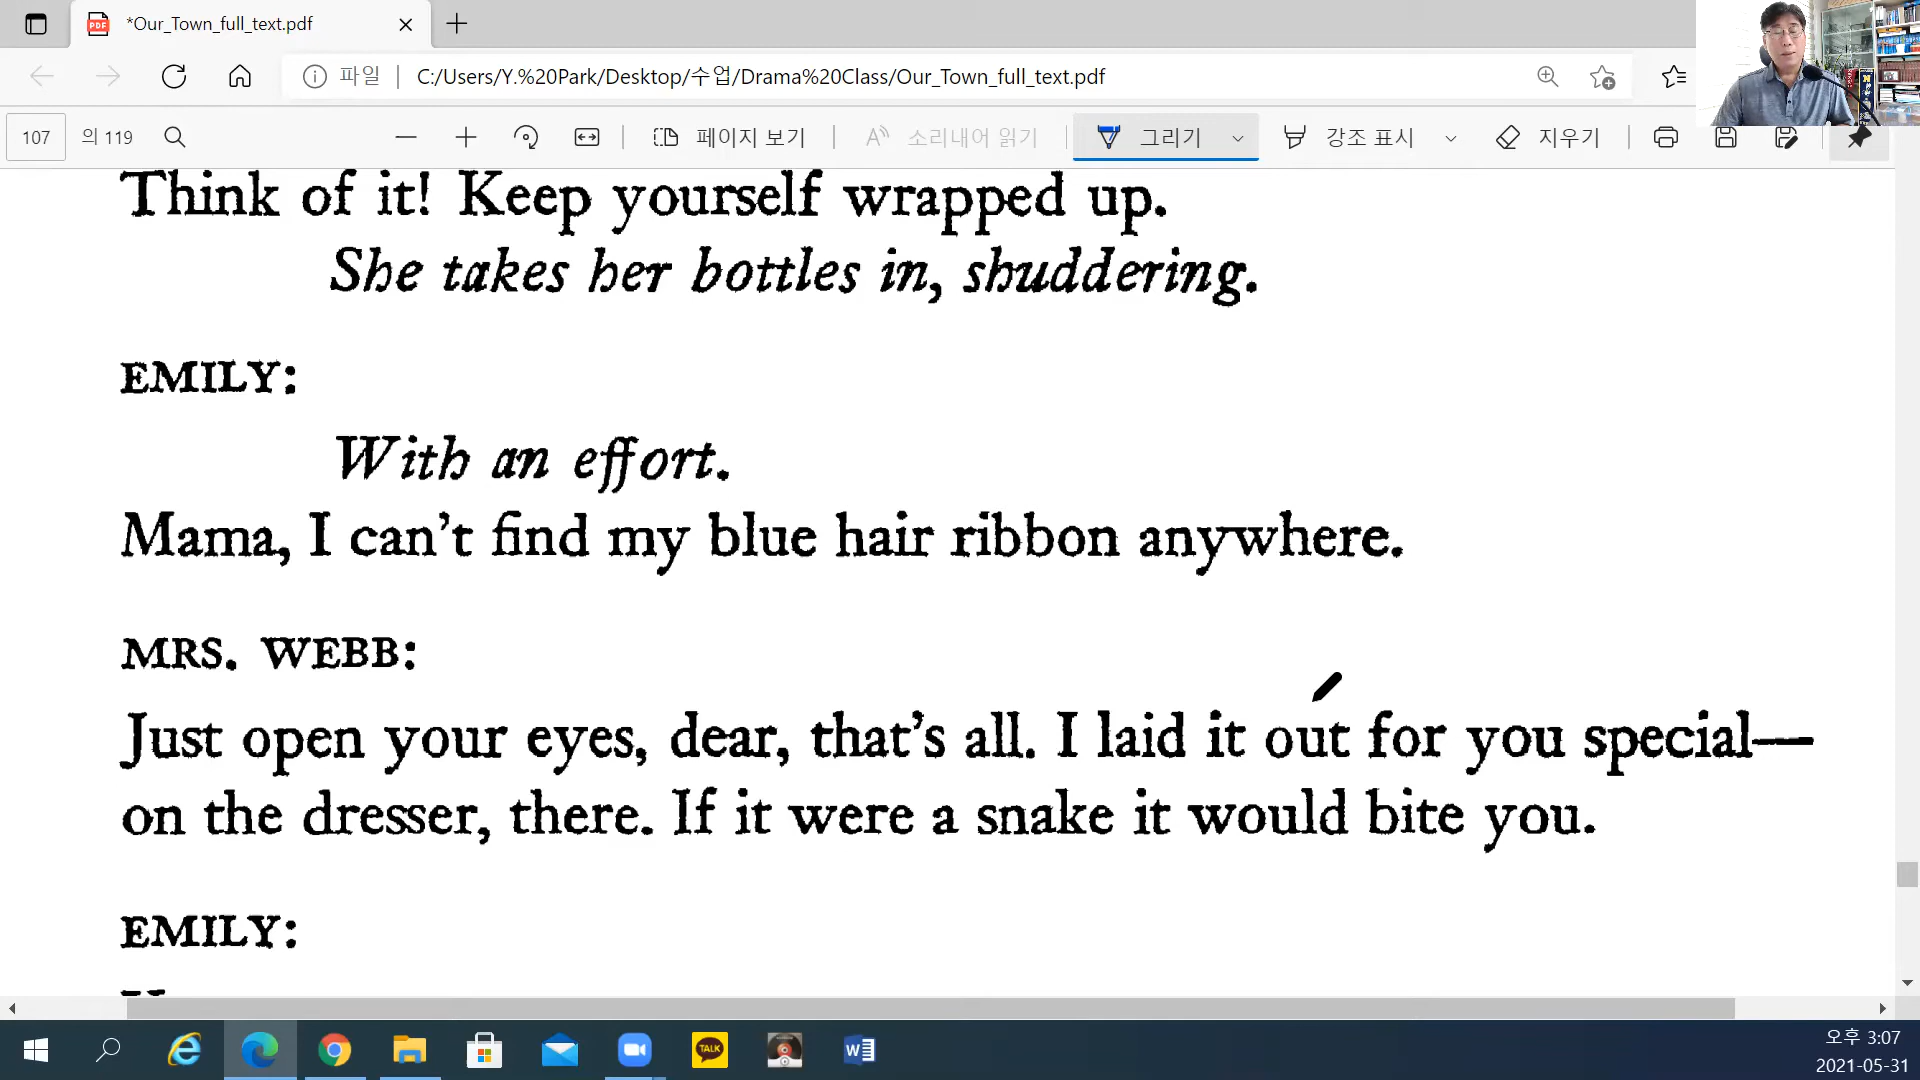 *Our_Town_full_text.pdf
파일 | C:/Users/Y.%20Park/Desktop/수업/Drama%20Class/Our_Town_full_text.pdf
107 의 119 페이지 보기 소리내어 읽기 그리기 강조 표시 지우기
Think of it! Keep yourself wrapped up.
She takes her bottles in, shuddering.
EMILY:
With an effort.
Mama, I can't find my blue hair ribbon anywhere.
MRS. WEBB:
Just open your eyes, dear, that's all. I laid it out for you special—
on the dresser, there. If it were a snake it would bite you.
EMILY:
TALK
오후 3:07
2021-05-31